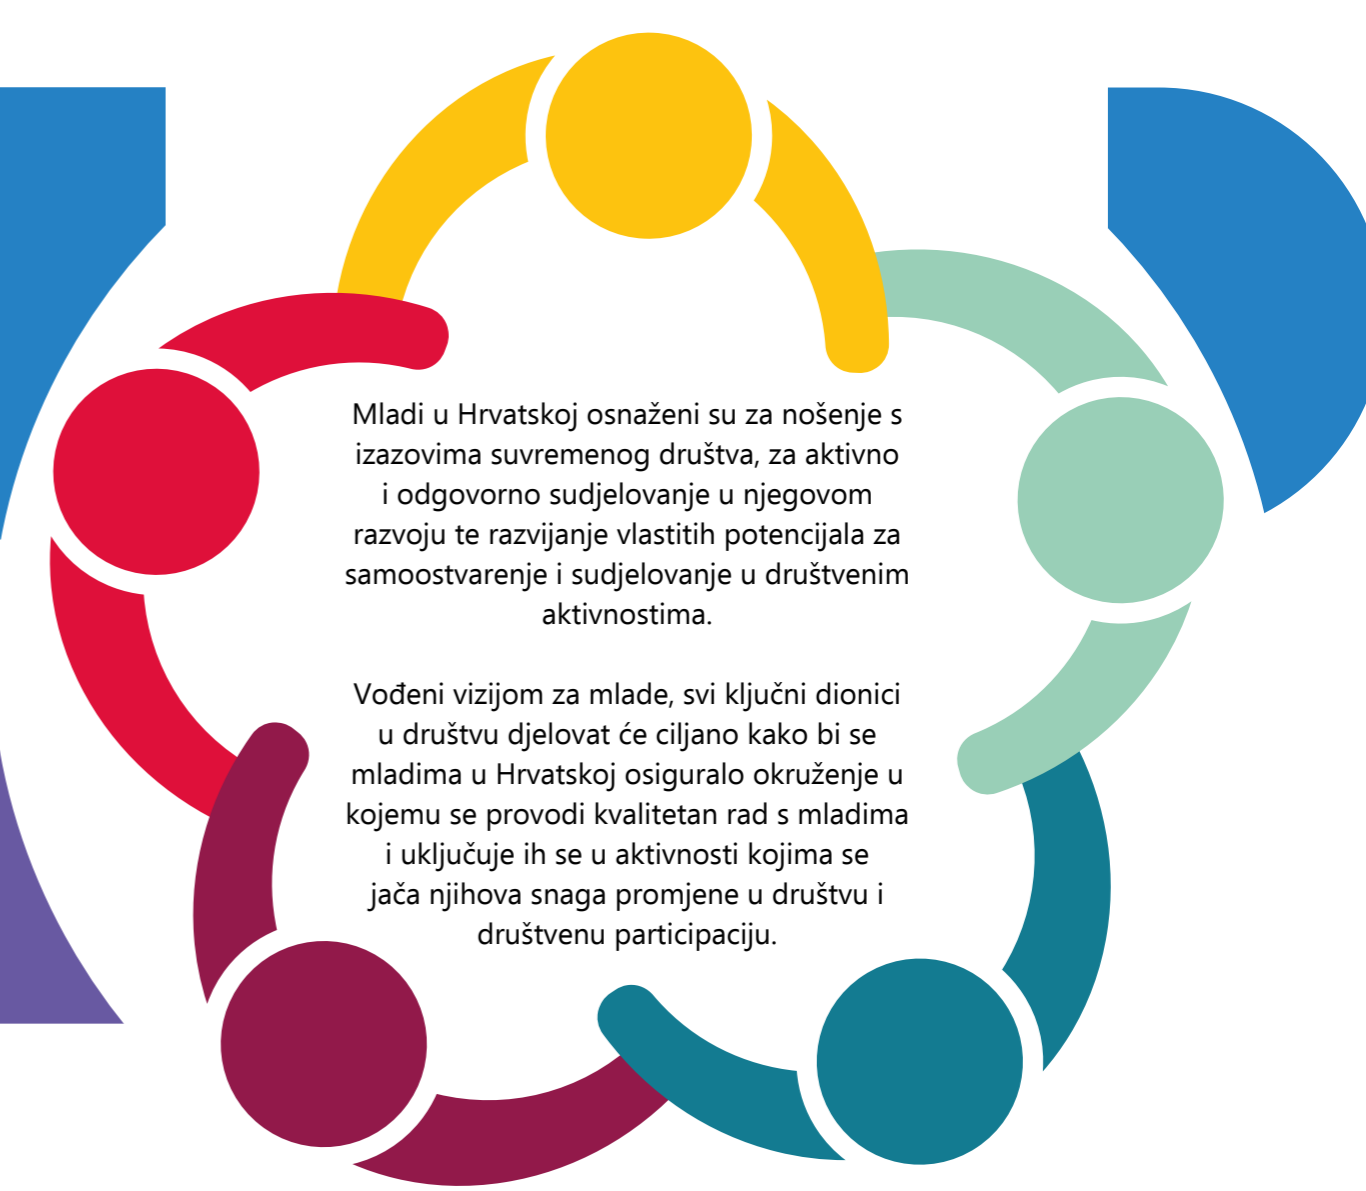 Mladi u Hrvatskoj osnaženi su za nošenje s
izazovima suvremenog društva, za aktivno
i odgovorno sudjelovanje u njegovom
razvoju te razvijanje vlastitih potencijala za
samoostvarenje i sudjelovanje u društvenim
aktivnostima.
Vođeni vizijom za mlade, svi ključni dionici
u društvu djelovat će ciljano kako bi se
mladima u Hrvatskoj osiguralo okruženje u
kojemu se provodi kvalitetan rad s mladima
i uključuje ih se u aktivnosti kojima se
jača njihova snaga promjene u društvu i
društvenu participaciju.